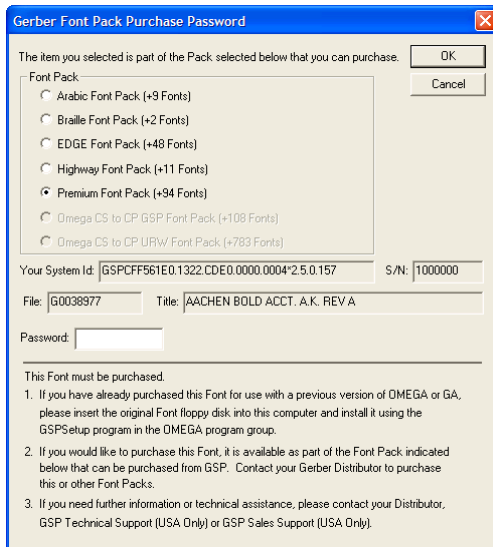 Gerber Font Pack Purchase Password
The item you selected is part of the Pack selected below that you can purchase.
OK
Cancel
Font Pack
Arabic Font Pack (+9 Fonts)
Braille Font Pack (+2 Fonts)
EDGE Font Pack (+48 Fonts)
Highway Font Pack (+11 Fonts)
Premium Font Pack (+94 Fonts)
Omega CS to CP GSP Font Pack (+108 Fonts)
Omega CS to CP URW Font Pack (+783 Fonts)
Your System Id: GSPCFF561E0.1322.CDE0.0000.0004*2.5.0.157 S/N: 1000000
File: G0038977 Title: AACHEN BOLD ACCT. A.K. REV A
Password:
This Font must be purchased.
1. If you have already purchased this Font for use with a previous version of OMEGA or GA,
please insert the original Font floppy disk into this computer and install it using the
GSPSetup program in the OMEGA program group.
2. If you would like to purchase this Font, it is available as part of the Font Pack indicated
below that can be purchased from GSP. Contact your Gerber Distributor to purchase
this or other Font Packs.
3. If you need further information or technical assistance, please contact your Distributor,
GSP Technical Support (USA Only) or GSP Sales Support (USA Only).